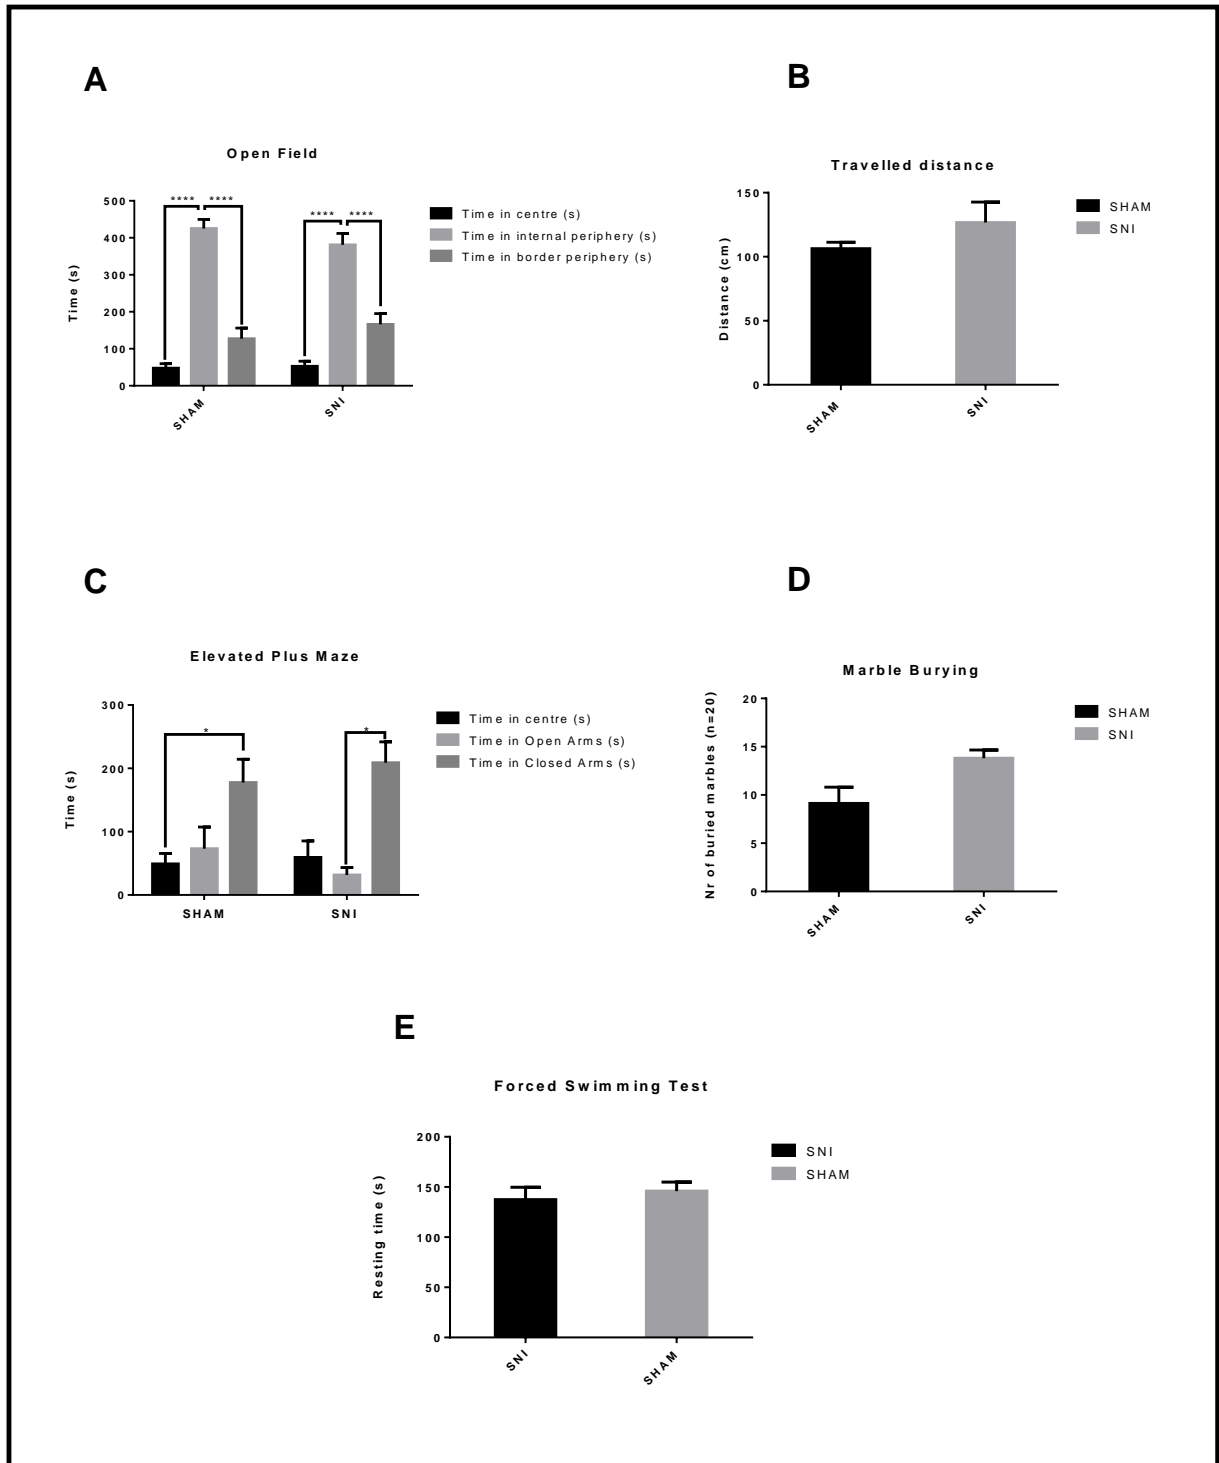 A
B
Open Field
Travelled distance
500
400
300
200
100
0
Time (s)
**** ****
**** ****
SHAM
SNI
Time in centre (s)
Time in internal periphery (s)
Time in border periphery (s)
150
100
50
0
Distance (cm)
SHAM
SNI
SHAM
SNI
C
D
Elevated Plus Maze
Marble Burying
300
200
100
0
Time (s)
*
*
SHAM
SNI
Time in centre (s)
Time in Open Arms (s)
Time in Closed Arms (s)
20
15
10
5
0
Nr of buried marbles (n=20)
SHAM
SNI
SHAM
SNI
E
Forced Swimming Test
200
150
100
50
0
Resting time (s)
SNI
SHAM
SNI
SHAM